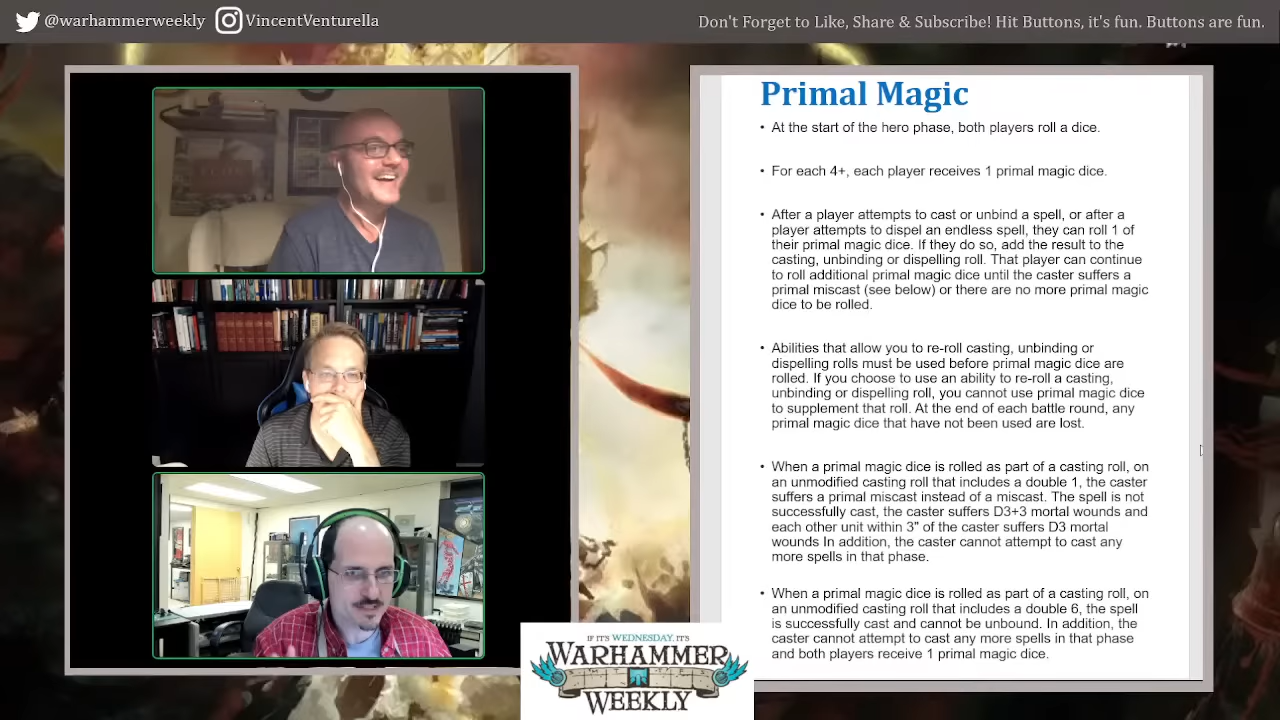 @warhammerweekly VincentVenturella
Don't Forget to Like, Share & Subscribe! Hit Buttons, it's fun. Buttons are fun.
Primal Magic
• At the start of the hero phase, both players roll a dice.
• For each 4+, each player receives 1 primal magic dice.
• After a player attempts to cast or unbind a spell, or after a
player attempts to dispel an endless spell, they can roll 1 of
their primal magic dice. If they do so, add the result to the
casting, unbinding or dispelling roll. That player can continue
to roll additional primal magic dice until the caster suffers a
primal miscast (see below) or there are no more primal magic
dice to be rolled.
• Abilities that allow you to re-roll casting, unbinding or
dispelling rolls must be used before primal magic dice are
rolled. If you choose to use an ability to re-roll a casting,
unbinding or dispelling roll, you cannot use primal magic dice
to supplement that roll. At the end of each battle round, any
primal magic dice that have not been used are lost.
• When a primal magic dice is rolled as part of a casting roll, on
an unmodified casting roll that includes a double 1, the caster
suffers a primal miscast instead of a miscast. The spell is not
successfully cast, the caster suffers D3+3 mortal wounds and
each other unit within 3" of the caster suffers D3 mortal
wounds In addition, the caster cannot attempt to cast any
more spells in that phase.
• When a primal magic dice is rolled as part of a casting roll, on
an unmodified casting roll that includes a double 6, the spell
is successfully cast and cannot be unbound. In addition, the
caster cannot attempt to cast any more spells in that phase
and both players receive 1 primal magic dice.
IF IT'S WEDNESDAY, IT'S
WARHAMMER
WEEKLY